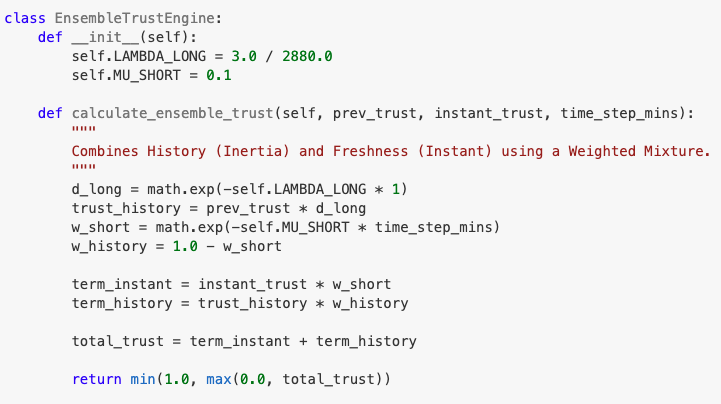 class EnsembleTrustEngine:
    def __init__(self):
        self.LAMBDA_LONG = 3.0 / 2880.0
        self.MU_SHORT = 0.1

    def calculate_ensemble_trust(self, prev_trust, instant_trust, time_step_mins):
        """
        Combines History (Inertia) and Freshness (Instant) using a Weighted Mixture.
        """
        d_long = math.exp(-self.LAMBDA_LONG * 1)
        trust_history = prev_trust * d_long
        w_short = math.exp(-self.MU_SHORT * time_step_mins)
        w_history = 1.0 - w_short

        term_instant = instant_trust * w_short
        term_history = trust_history * w_history

        total_trust = term_instant + term_history

        return min(1.0, max(0.0, total_trust))